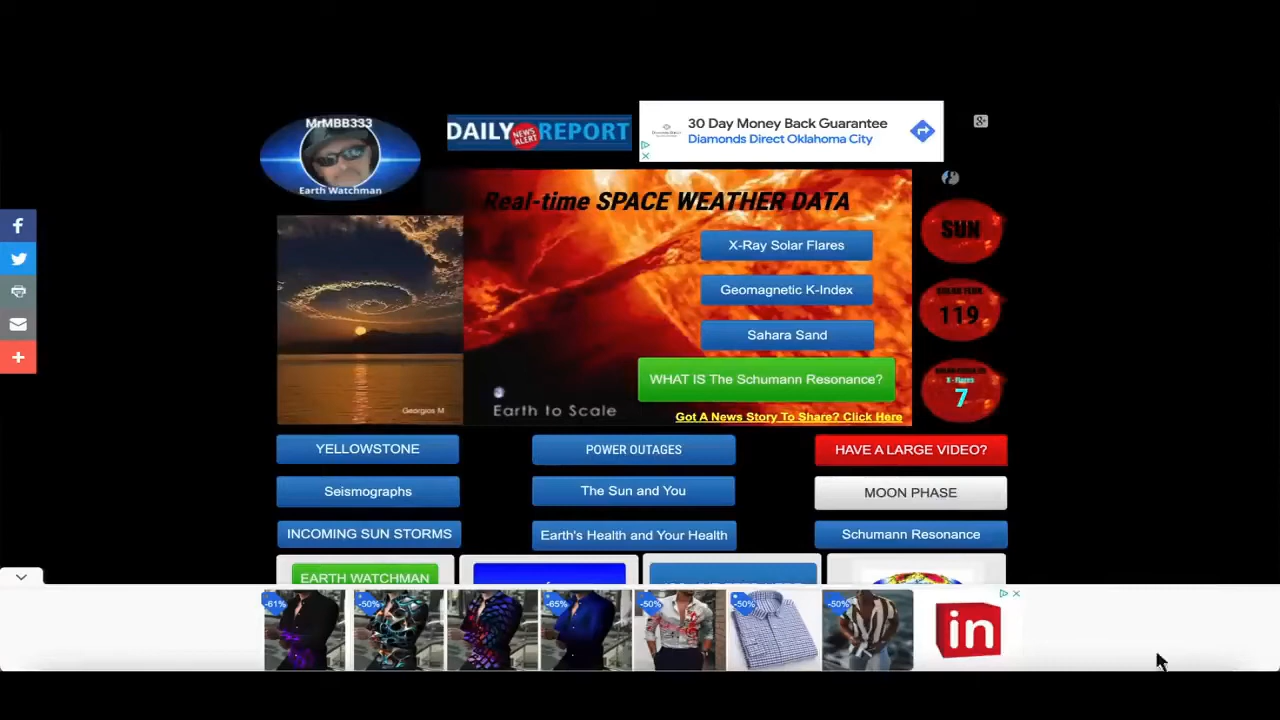 MrMBB333
Earth Watchman
DAILY NEWS ALERT REPORT
30 Day Money Back Guarantee
Diamonds Direct Oklahoma City
Real-time SPACE WEATHER DATA
X-Ray Solar Flares
Geomagnetic K-Index
Sahara Sand
WHAT IS The Schumann Resonance?
Earth to Scale
Got A News Story To Share? Click Here
Georgios M
SUN
SOLAR FLUX
119
X - Flares
7
YELLOWSTONE
POWER OUTAGES
HAVE A LARGE VIDEO?
Seismographs
The Sun and You
MOON PHASE
INCOMING SUN STORMS
Earth's Health and Your Health
Schumann Resonance
EARTH WATCHMAN
-61%
-50%
-65%
-50%
-50%
-50%
in